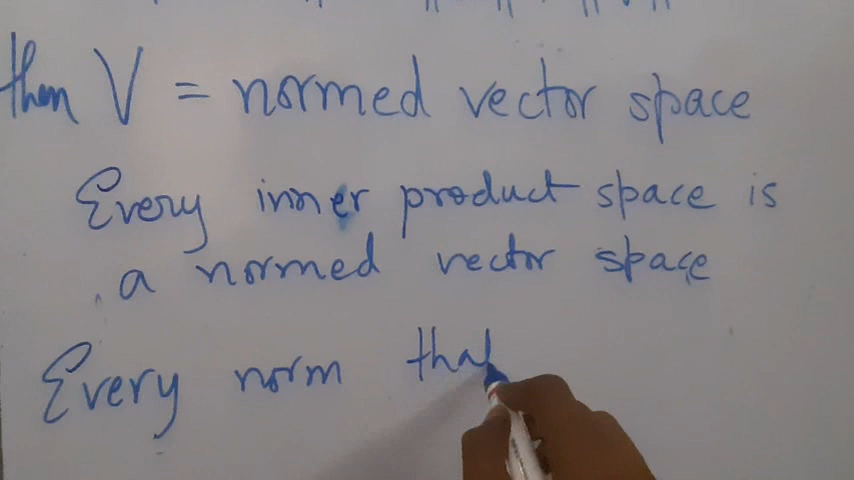 then V = normed vector space
Every inner product space is
a normed vector space
Every norm that